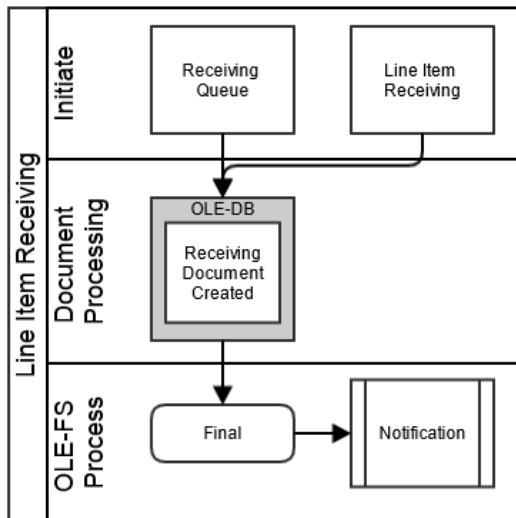 Line Item Receiving
Initiate
Receiving
Queue
Line Item
Receiving
Document
Processing
OLE-DB
Receiving
Document
Created
OLE-FS
Process
Final
Notification